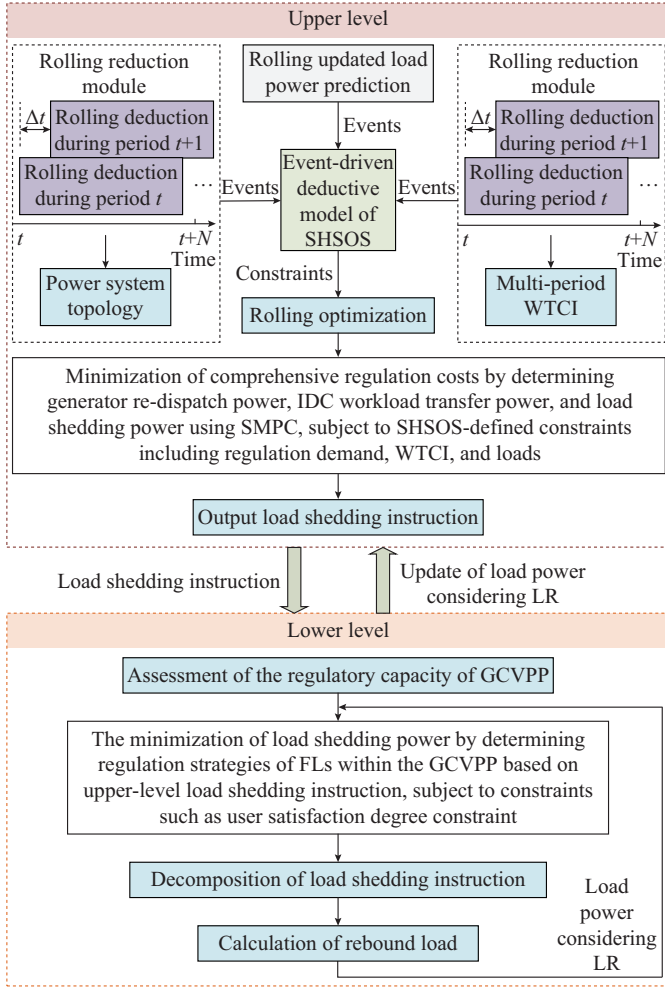 Upper level
Rolling reduction
module
Δt
Rolling deduction
during period t+1
Rolling deduction
during period t
...
t
t+N
Time
Power system
topology
Events
Rolling updated load
power prediction
Events
Event-driven
deductive
model of
SHSOS
Constraints
Rolling optimization
Events
Rolling reduction
module
Δt
Rolling deduction
during period t+1
Rolling deduction
during period t
...
t
t+N
Time
Multi-period
WTCI
Minimization of comprehensive regulation costs by determining
generator re-dispatch power, IDC workload transfer power, and load
shedding power using SMPC, subject to SHSOS-defined constraints
including regulation demand, WTCI, and loads
Output load shedding instruction
Load shedding instruction
Update of load power
considering LR
Lower level
Assessment of the regulatory capacity of GCVPP
The minimization of load shedding power by determining
regulation strategies of FLs within the GCVPP based on
upper-level load shedding instruction, subject to constraints
such as user satisfaction degree constraint
Decomposition of load shedding instruction
Calculation of rebound load
Load
power
considering
LR